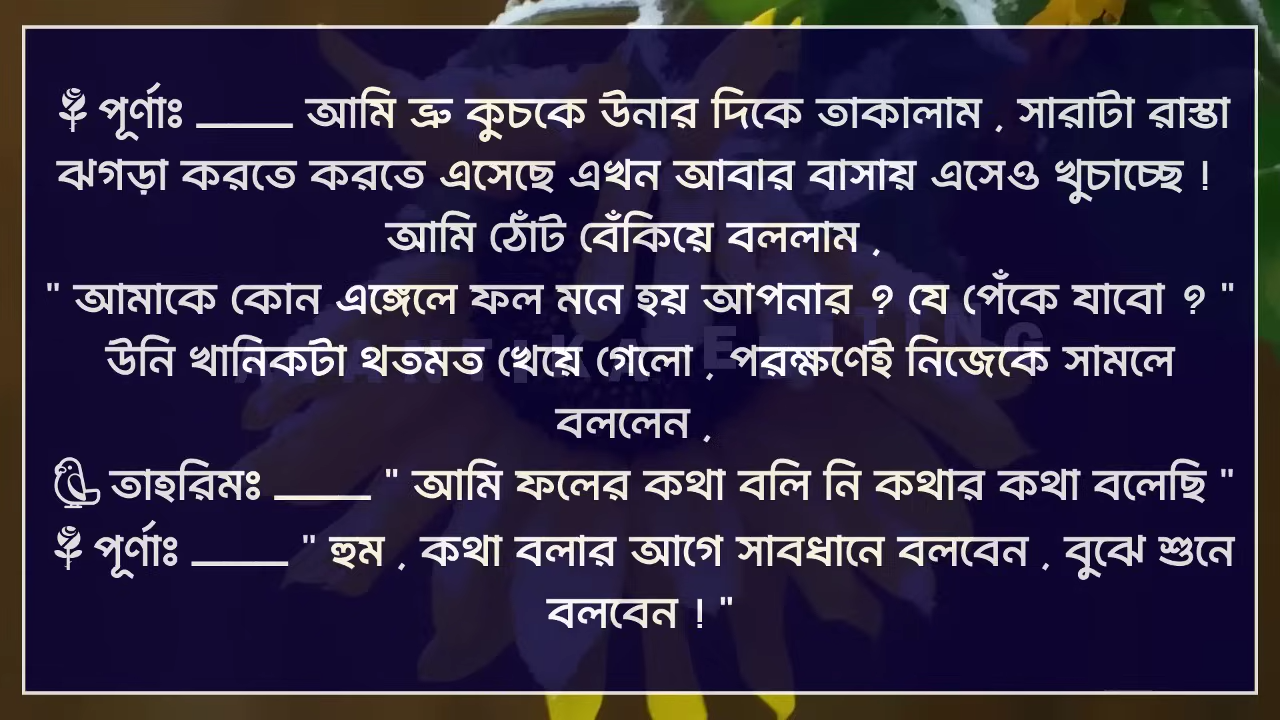 পূর্ণাঃ ____ আমি ভ্রু কুচকে উনার দিকে তাকালাম , সারাটা রাস্তা
ঝগড়া করতে করতে এসেছে এখন আবার বাসায় এসেও খুচাচ্ছে !
আমি ঠোঁট বেঁকিয়ে বললাম ,
" আমাকে কোন এঙ্গেলে ফল মনে হয় আপনার ? যে পেঁকে যাবো ? "
উনি খানিকটা থতমত খেয়ে গেলো , পরক্ষণেই নিজেকে সামলে
বললেন ,
তাহরিমঃ ____ " আমি ফলের কথা বলি নি কথার কথা বলেছি "
পূর্ণাঃ ____ " হুম , কথা বলার আগে সাবধানে বলবেন , বুঝে শুনে
বলবেন ! "